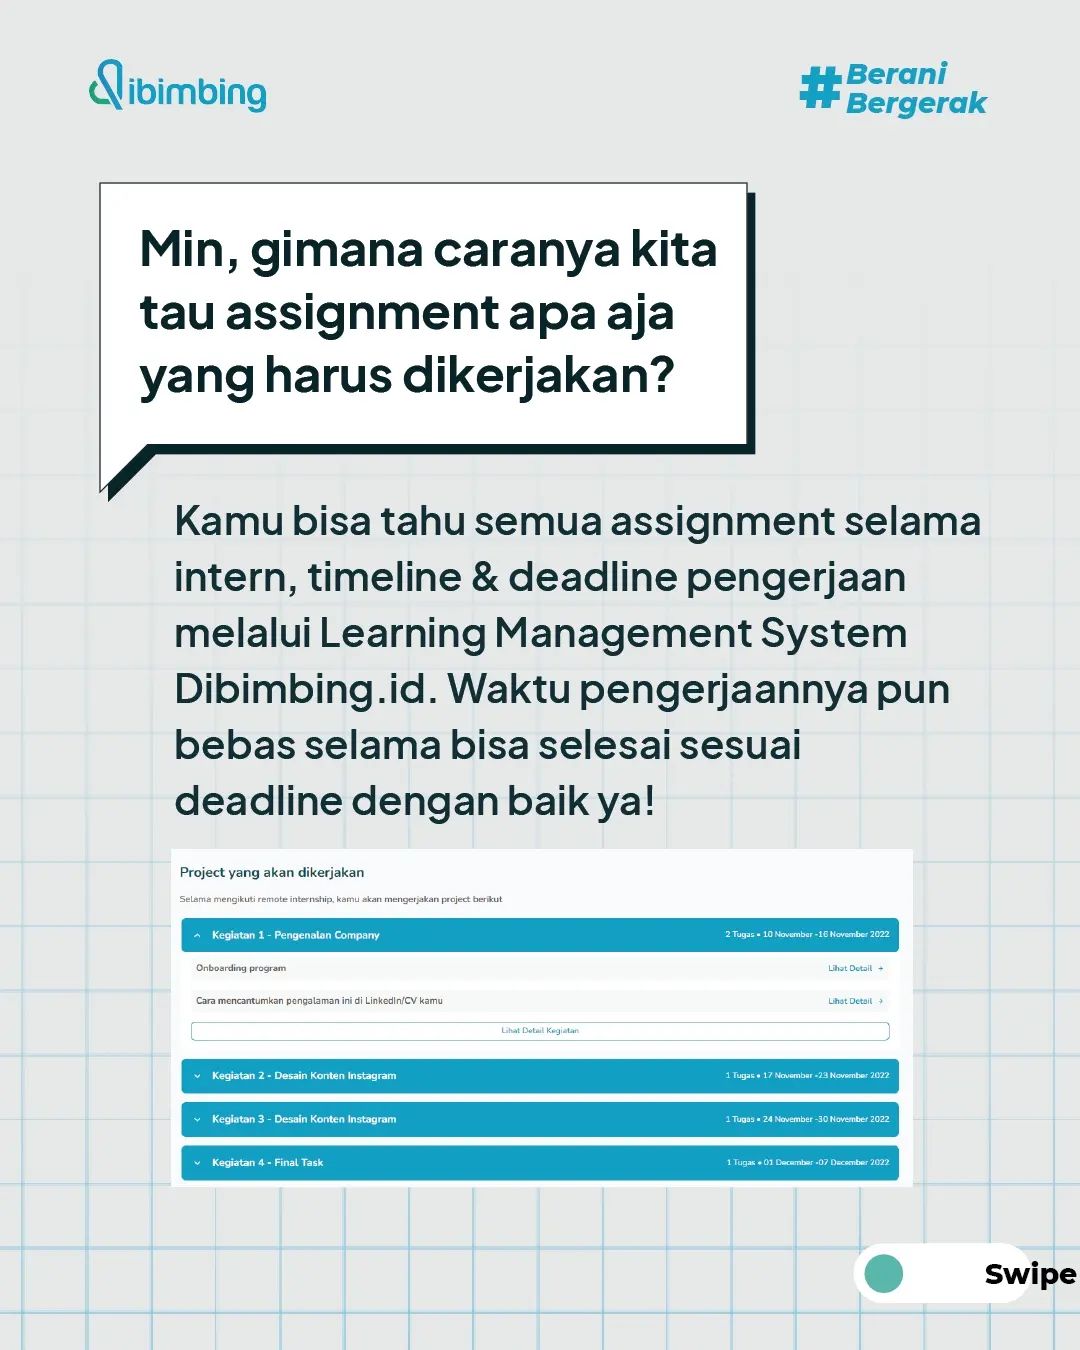 dibimbing
#Berani
Bergerak
Min, gimana caranya kita
tau assignment apa aja
yang harus dikerjakan?
Kamu bisa tahu semua assignment selama
intern, timeline & deadline pengerjaan
melalui Learning Management System
Dibimbing.id. Waktu pengerjaannya pun
bebas selama bisa selesai sesuai
deadline dengan baik ya!
Project yang akan dikerjakan
Selama mengikuti remote internship, kamu akan mengerjakan project berikut
Kegiatan 1 - Pengenalan Company 2 Tugas • 10 November -16 November 2022
Onboarding program Lihat Detail →
Cara mencantumkan pengalaman ini di LinkedIn/CV kamu Lihat Detail →
Lihat Detail Kegiatan
Kegiatan 2 - Desain Konten Instagram 1 Tugas • 17 November -23 November 2022
Kegiatan 3 - Desain Konten Instagram 1 Tugas • 24 November -30 November 2022
Kegiatan 4 - Final Task 1 Tugas • 01 December -07 December 2022
Swipe